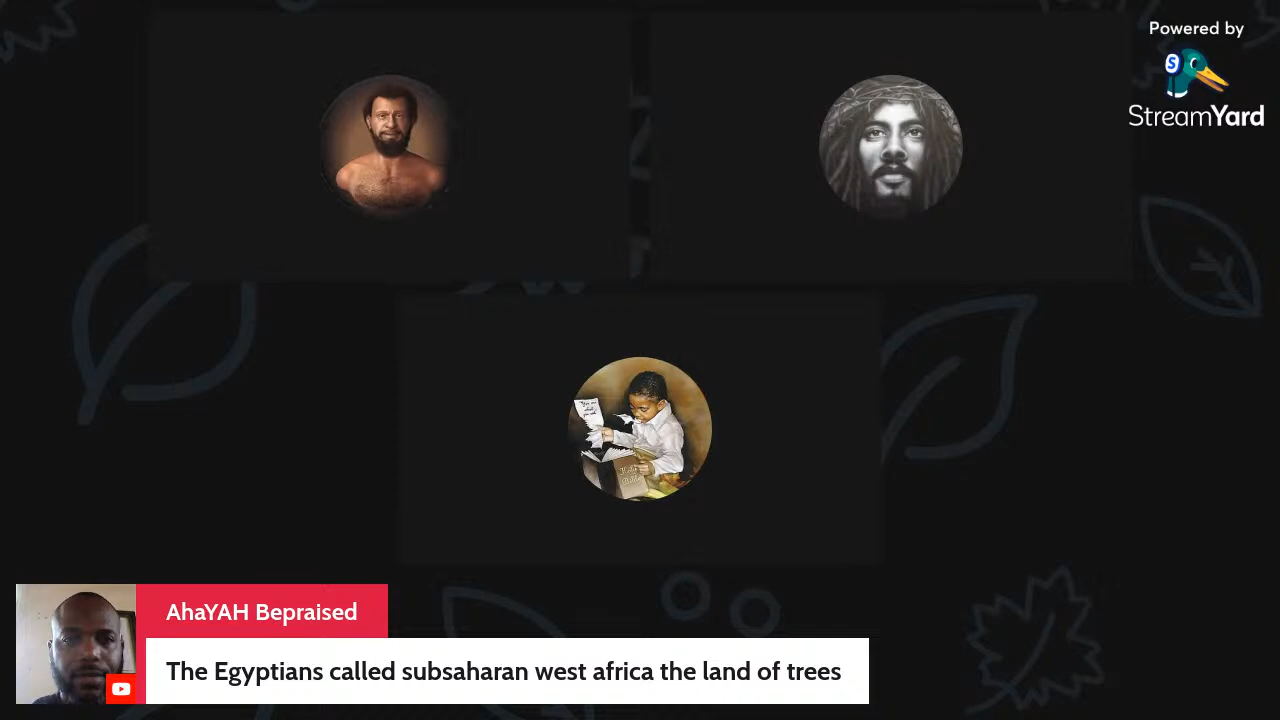 Powered by
StreamYard
AhaYAH Bepraised
The Egyptians called subsaharan west africa the land of trees